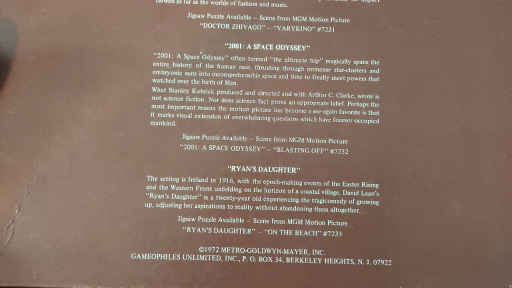 as far as the worlds of fashion and music.
Jigsaw Puzzle Available — Scene from MGM Motion Picture
"DOCTOR ZHIVAGO" — "VARYKINO" #7231
"2001: A SPACE ODYSSEY"
"2001: A Space Odyssey" often termed "the ultimate trip" magically spans the
entire history of the human race, thrusting through immense star-clusters and
embryonic suns into incomprehensible space and time to finally meet powers that
watched over the birth of Man.
What Stanley Kubrick produced and directed and with Arthur C. Clarke, wrote is
not science fiction. Nor does science fact prove an appropriate label. Perhaps the
most important reason the motion picture has become a see-again favorite is that
it marks visual extension of overwhelming questions which have forever occupied
mankind.
Jigsaw Puzzle Available — Scene from MGM Motion Picture
"2001: A SPACE ODYSSEY" — "BLASTING OFF" #7232
"RYAN'S DAUGHTER"
The setting is Ireland in 1916, with the epoch-making events of the Easter Rising
and the Western Front unfolding on the horizon of a coastal village. David Lean's
"Ryan's Daughter" is a twenty-year old experiencing the tragicomedy of growing
up, adjusting her aspirations to reality without abandoning them altogether.
Jigsaw Puzzle Available — Scene from MGM Motion Picture
"RYAN'S DAUGHTER" — "ON THE BEACH" #7233
©1972 METRO-GOLDWYN-MAYER, INC.
GAMEOPHILES UNLIMITED, INC., P. O. BOX 34, BERKELEY HEIGHTS, N. J. 07922